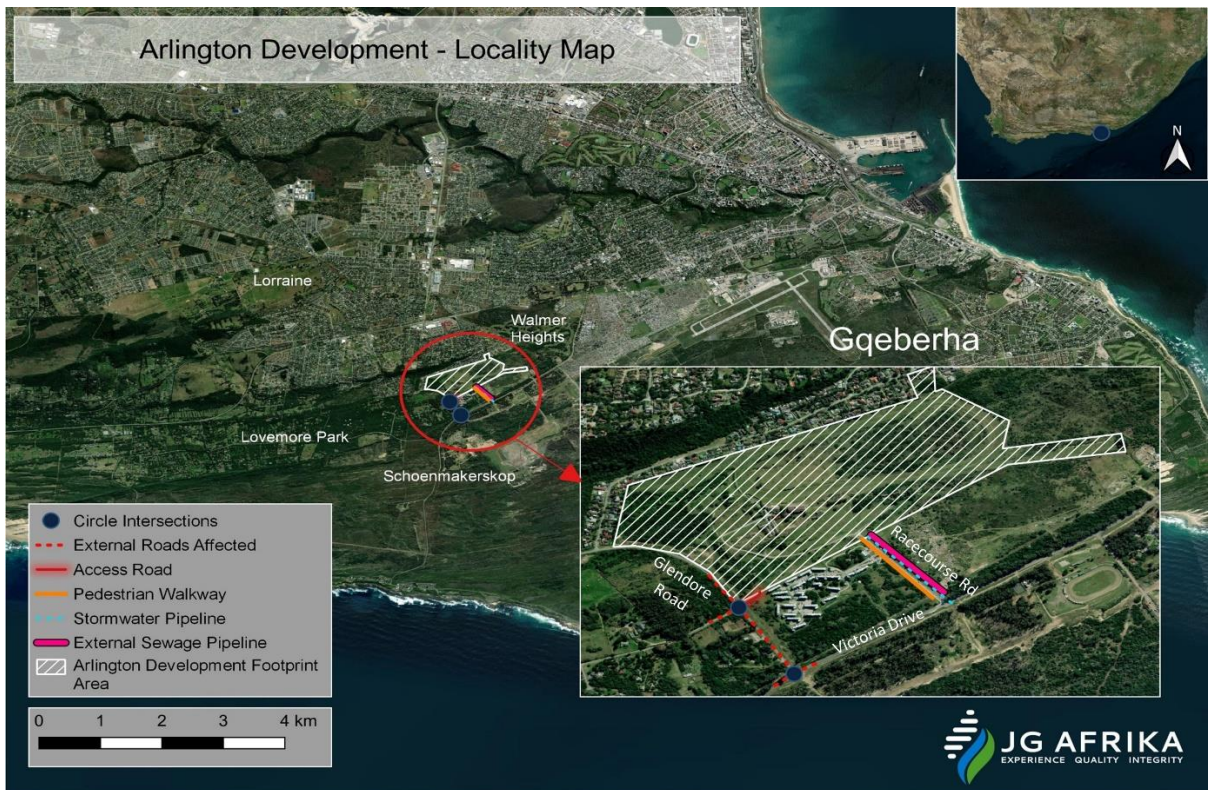 Arlington Development - Locality Map
N
Lorraine
Walmer
Heights
Gqeberha
Lovemore Park
Schoenmakerskop
Glendore
Road
Racecourse Rd
Victoria Drive
Circle Intersections
External Roads Affected
Access Road
Pedestrian Walkway
Stormwater Pipeline
External Sewage Pipeline
Arlington Development Footprint
Area
0 1 2 3 4 km
JG AFRIKA
EXPERIENCE QUALITY INTEGRITY